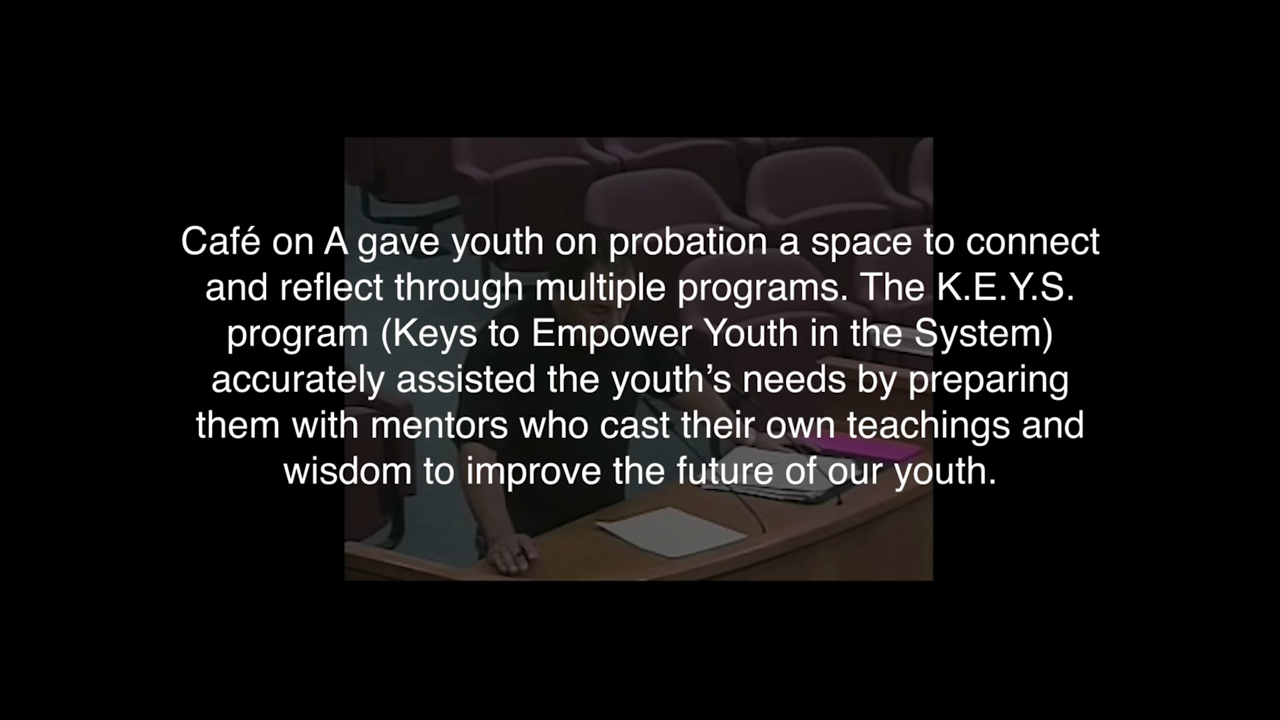 Café on A gave youth on probation a space to connect
and reflect through multiple programs. The K.E.Y.S.
program (Keys to Empower Youth in the System)
accurately assisted the youth’s needs by preparing
them with mentors who cast their own teachings and
wisdom to improve the future of our youth.